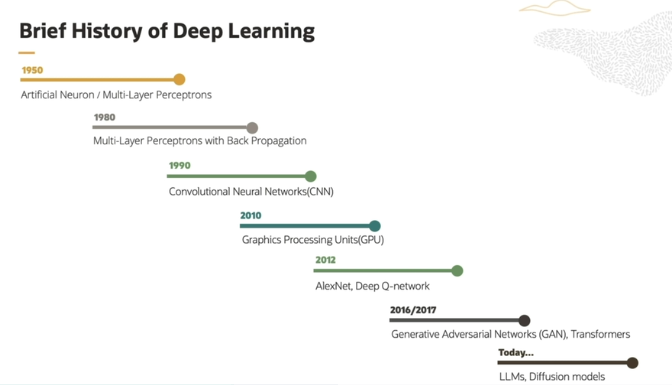 Brief History of Deep Learning
1950
Artificial Neuron / Multi-Layer Perceptrons
1980
Multi-Layer Perceptrons with Back Propagation
1990
Convolutional Neural Networks(CNN)
2010
Graphics Processing Units(GPU)
2012
AlexNet, Deep Q-network
2016/2017
Generative Adversarial Networks (GAN), Transformers
Today...
LLMs, Diffusion models